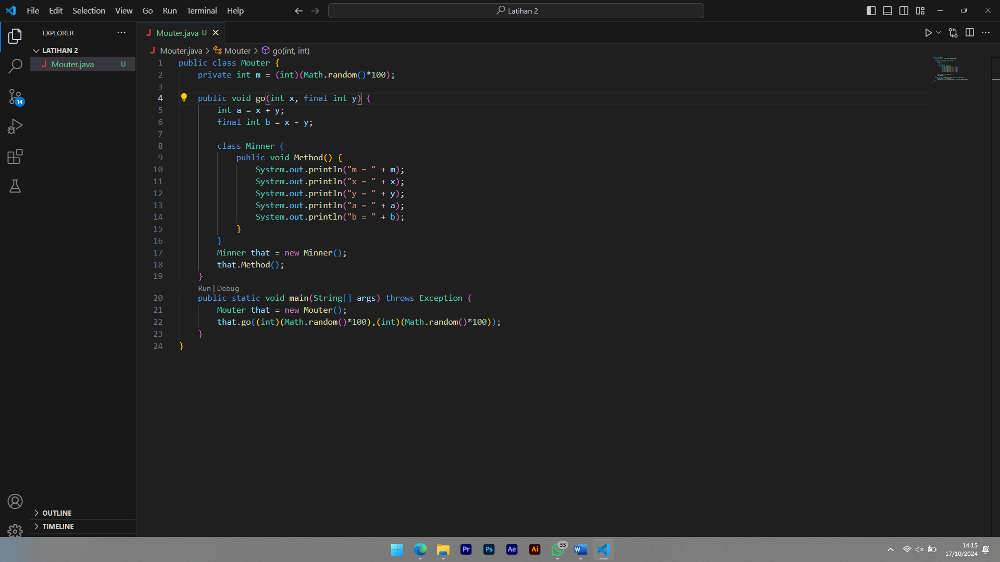 File Edit Selection View Go Run Terminal Help
Latihan 2
EXPLORER
Mouter.java U
LATIHAN 2
Mouter.java U
14
Mouter.java > Mouter > go(int, int)
1 public class Mouter {
2 private int m = (int)(Math.random()*100);
3
4 public void go(int x, final int y) {
5 int a = x + y;
6 final int b = x - y;
7
8 class Minner {
9 public void Method() {
10 System.out.println("m = " + m);
11 System.out.println("x = " + x);
12 System.out.println("y = " + y);
13 System.out.println("a = " + a);
14 System.out.println("b = " + b);
15 }
16 }
17 Minner that = new Minner();
18 that.Method();
19 }
Run | Debug
20 public static void main(String[] args) throws Exception {
21 Mouter that = new Mouter();
22 that.go((int)(Math.random()*100),(int)(Math.random()*100));
23 }
24 }
OUTLINE
TIMELINE
Pr
Ps
Ae
Ai
33
W
14:15
17/10/2024